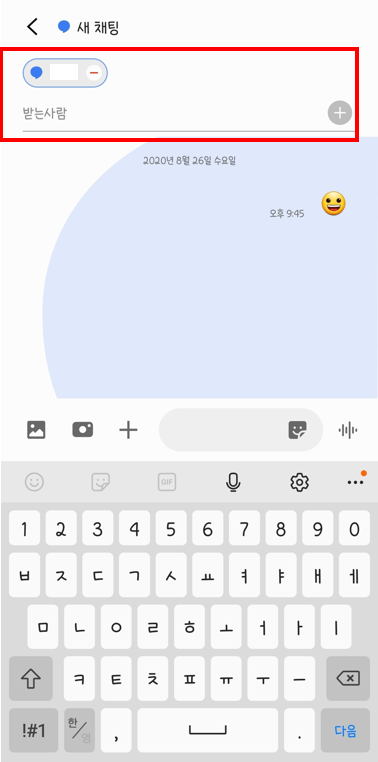 새 채팅
받는사람
2020년 8월 26일 수요일
오후 9:45
GIF
1 2 3 4 5 6 7 8 9 0
ㅂ ㅈ ㄷ ㄱ ㅅ ㅛ ㅕ ㅑ ㅐ ㅔ
ㅁ ㄴ ㅇ ㄹ ㅎ ㅗ ㅓ ㅏ ㅣ
ㅋ ㅌ ㅊ ㅍ ㅠ ㅜ ㅡ
!#1 한/영 , . 다음